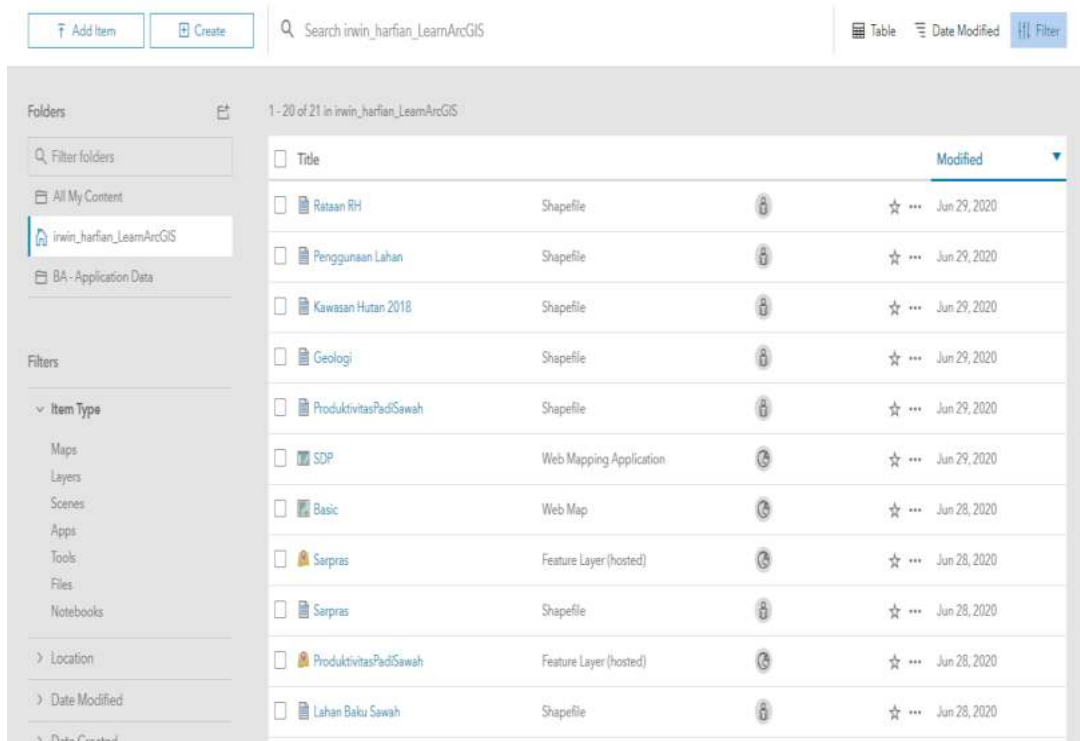 Add Item
Create
Search irwin_harfian_LearnArcGIS
Table
Date Modified
Filter
Folders
1 - 20 of 21 in irwin_harfian_LearnArcGIS
Filter folders
All My Content
irwin_harfian_LearnArcGIS
BA - Application Data
Filters
Item Type
Maps
Layers
Scenes
Apps
Tools
Files
Notebooks
Location
Date Modified
Date Created
Title Modified
Rataan RH Shapefile Jun 29, 2020
Penggunaan Lahan Shapefile Jun 29, 2020
Kawasan Hutan 2018 Shapefile Jun 29, 2020
Geologi Shapefile Jun 29, 2020
ProduktivitasPadiSawah Shapefile Jun 29, 2020
SDP Web Mapping Application Jun 29, 2020
Basic Web Map Jun 28, 2020
Sarpras Feature Layer (hosted) Jun 28, 2020
Sarpras Shapefile Jun 28, 2020
ProduktivitasPadiSawah Feature Layer (hosted) Jun 28, 2020
Lahan Baku Sawah Shapefile Jun 28, 2020